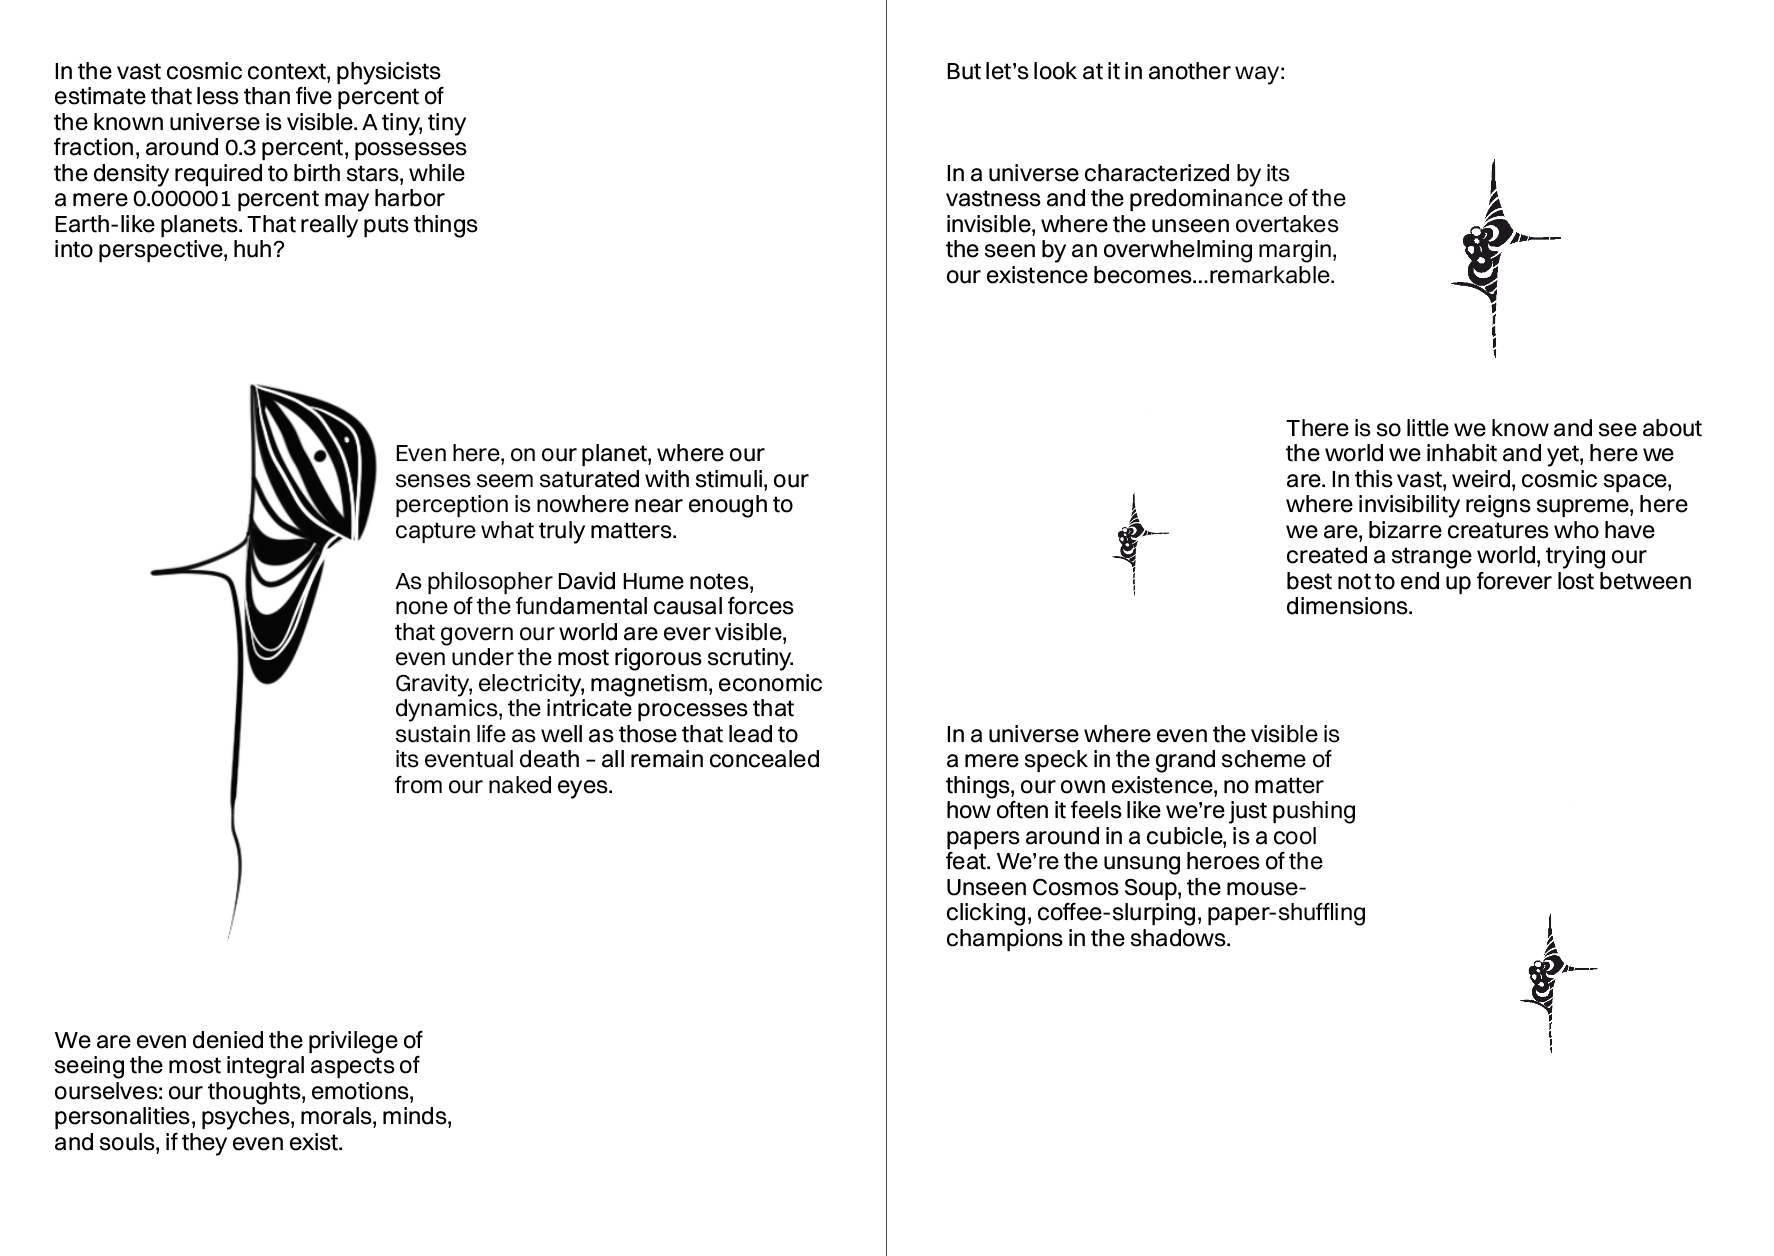 In the vast cosmic context, physicists
estimate that less than five percent of
the known universe is visible. A tiny, tiny
fraction, around 0.3 percent, possesses
the density required to birth stars, while
a mere 0.000001 percent may harbor
Earth-like planets. That really puts things
into perspective, huh?
Even here, on our planet, where our
senses seem saturated with stimuli, our
perception is nowhere near enough to
capture what truly matters.
As philosopher David Hume notes,
none of the fundamental causal forces
that govern our world are ever visible,
even under the most rigorous scrutiny.
Gravity, electricity, magnetism, economic
dynamics, the intricate processes that
sustain life as well as those that lead to
its eventual death – all remain concealed
from our naked eyes.
We are even denied the privilege of
seeing the most integral aspects of
ourselves: our thoughts, emotions,
personalities, psyches, morals, minds,
and souls, if they even exist.
But let’s look at it in another way:
In a universe characterized by its
vastness and the predominance of the
invisible, where the unseen overtakes
the seen by an overwhelming margin,
our existence becomes...remarkable.
There is so little we know and see about
the world we inhabit and yet, here we
are. In this vast, weird, cosmic space,
where invisibility reigns supreme, here
we are, bizarre creatures who have
created a strange world, trying our
best not to end up forever lost between
dimensions.
In a universe where even the visible is
a mere speck in the grand scheme of
things, our own existence, no matter
how often it feels like we’re just pushing
papers around in a cubicle, is a cool
feat. We’re the unsung heroes of the
Unseen Cosmos Soup, the mouse-
clicking, coffee-slurping, paper-shuffling
champions in the shadows.